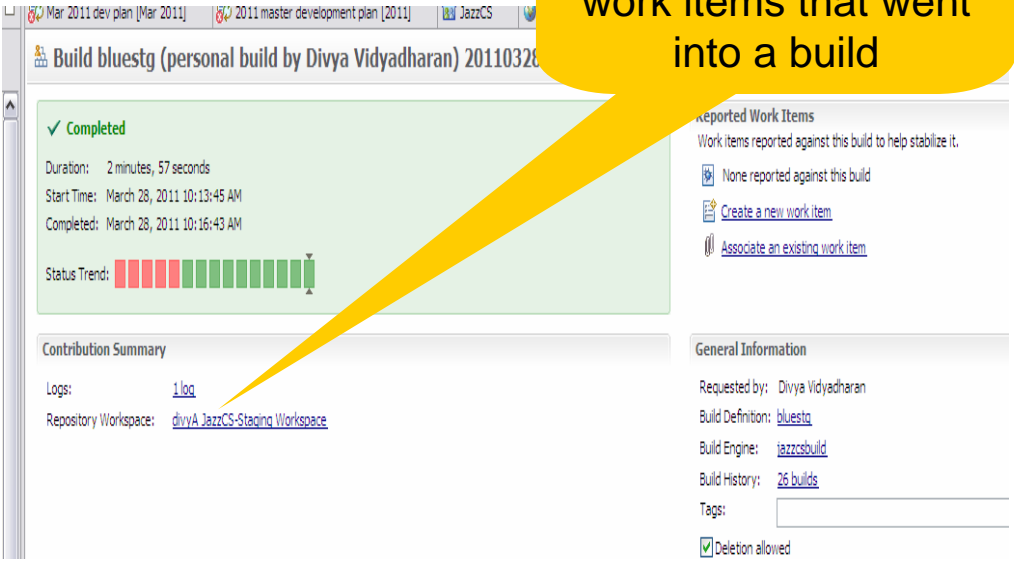 Mar 2011 dev plan [Mar 2011] 2011 master development plan [2011] JazzCS
work items that went
into a build
Build bluestg (personal build by Divya Vidyadharan) 20110328
Completed
Duration: 2 minutes, 57 seconds
Start Time: March 28, 2011 10:13:45 AM
Completed: March 28, 2011 10:16:43 AM
Status Trend:
Reported Work Items
Work items reported against this build to help stabilize it.
None reported against this build
Create a new work item
Associate an existing work item
Contribution Summary
Logs: 1 log
Repository Workspace: divyA JazzCS-Staging Workspace
General Information
Requested by: Divya Vidyadharan
Build Definition: bluestg
Build Engine: jazzcsbuild
Build History: 26 builds
Tags:
Deletion allowed